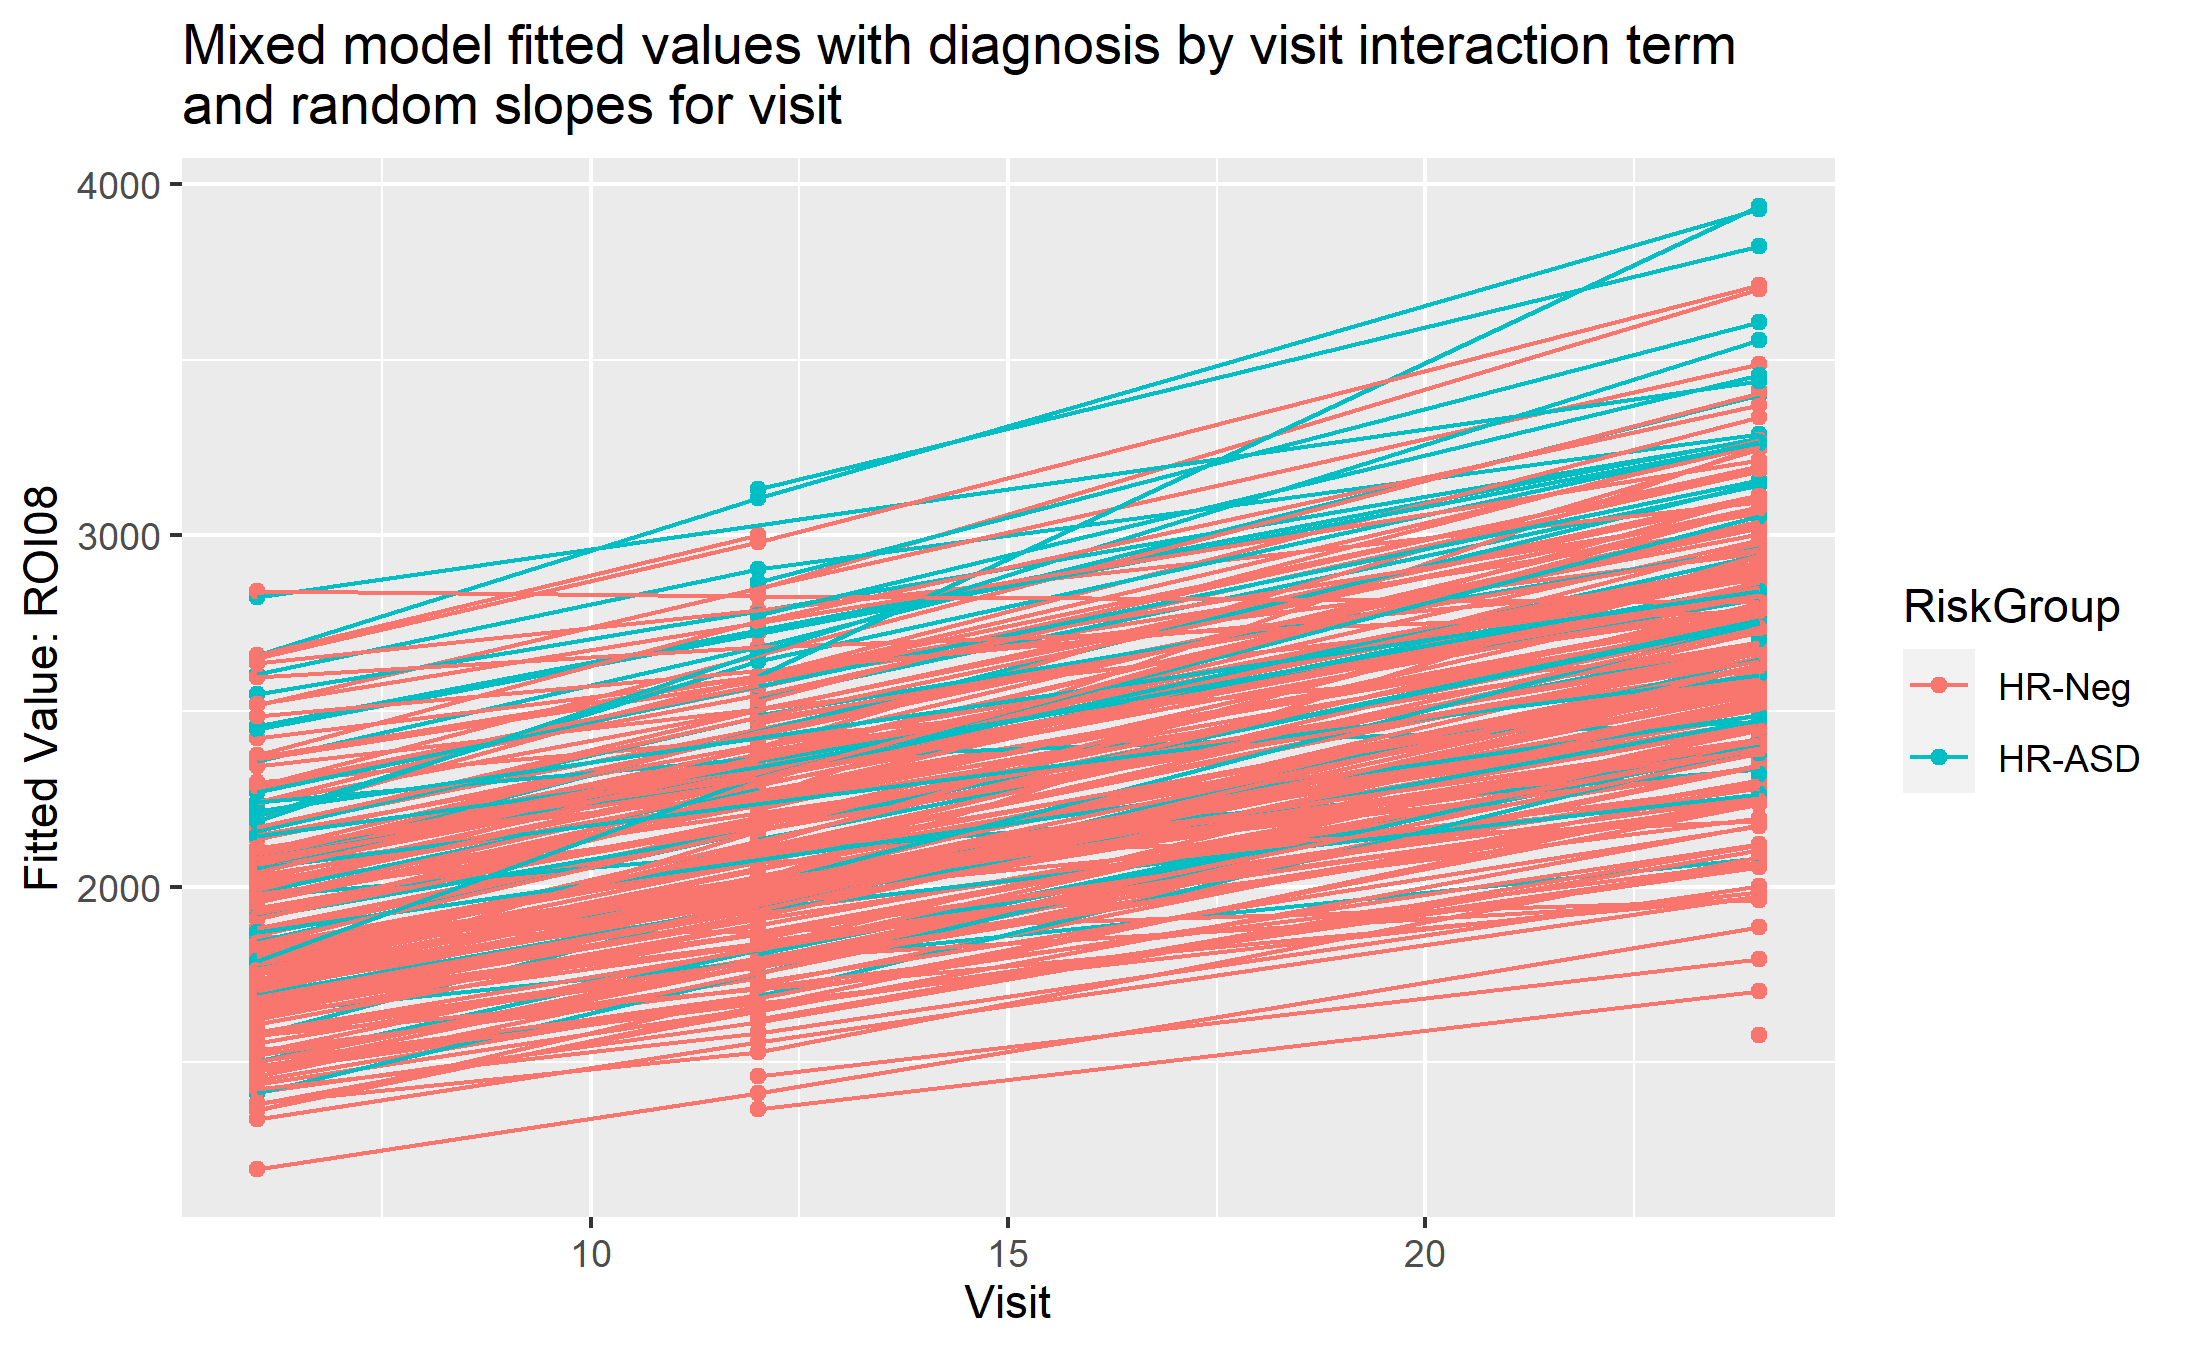 Mixed model fitted values with diagnosis by visit interaction term
and random slopes for visit
4000
3000
2000
Fitted Value: ROI08
10
15
20
Visit
RiskGroup
HR-Neg
HR-ASD